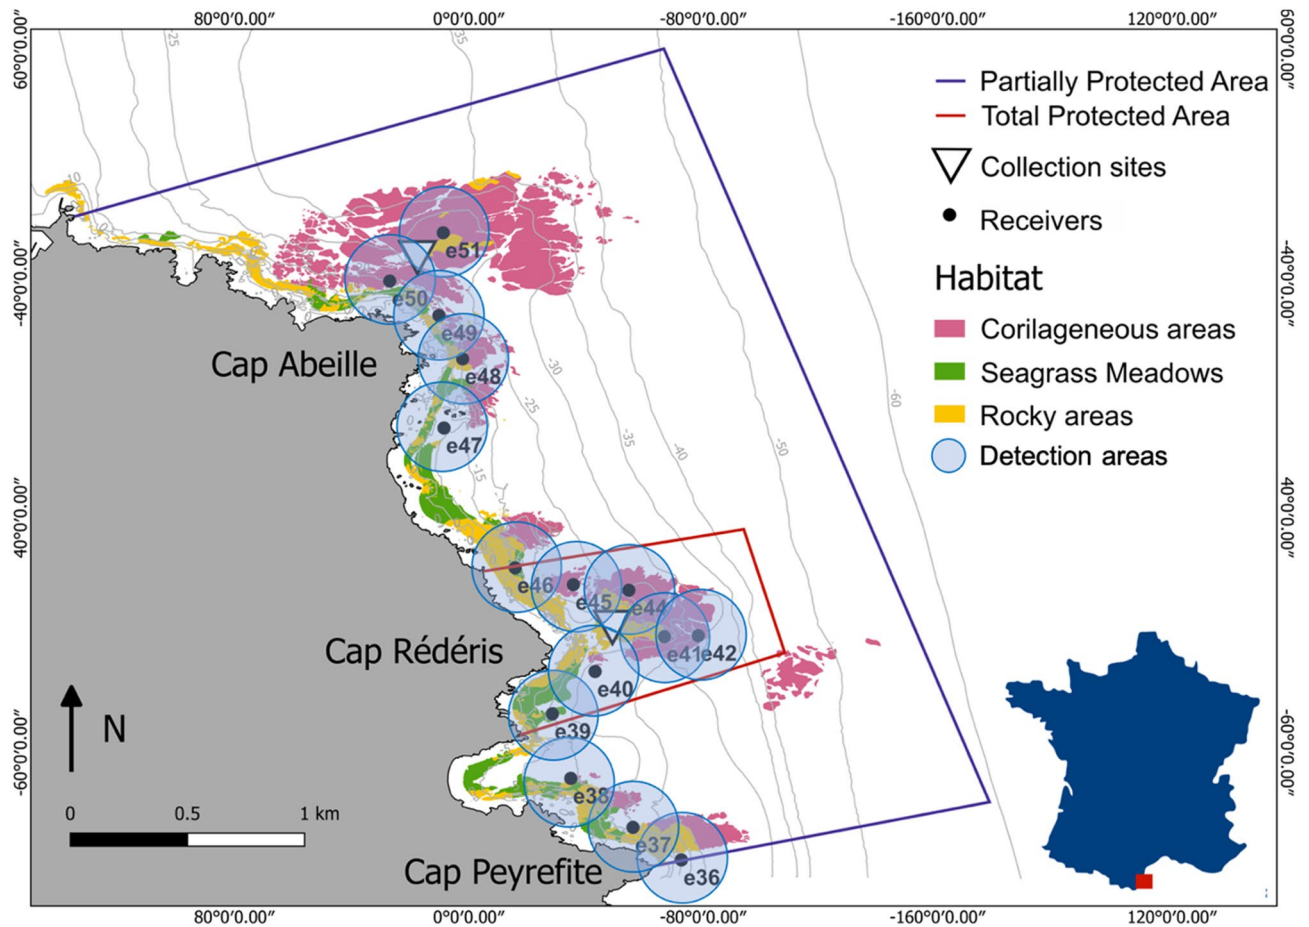 80°0′0.00″ 0°0′0.00″ -80°0′0.00″ -160°0′0.00″ 120°0′0.00″
60°0′0.00″
60°0′0.00″
-25
-35
Partially Protected Area
Total Protected Area
Collection sites
Receivers
Habitat
Corilageneous areas
Seagrass Meadows
Rocky areas
Detection areas
10
e51
e50
e49
e48
e47
-40°0′0.00″
-40°0′0.00″
Cap Abeille
-30
-25
-35
-40
-50
-60
-15
40°0′0.00″
40°0′0.00″
e46
e45
e44
e41
e42
e40
e39
Cap Rédéris
N
-60°0′0.00″
-60°0′0.00″
e38
e37
e36
0 0.5 1 km
Cap Peyrefite
80°0′0.00″ 0°0′0.00″ -80°0′0.00″ -160°0′0.00″ 120°0′0.00″